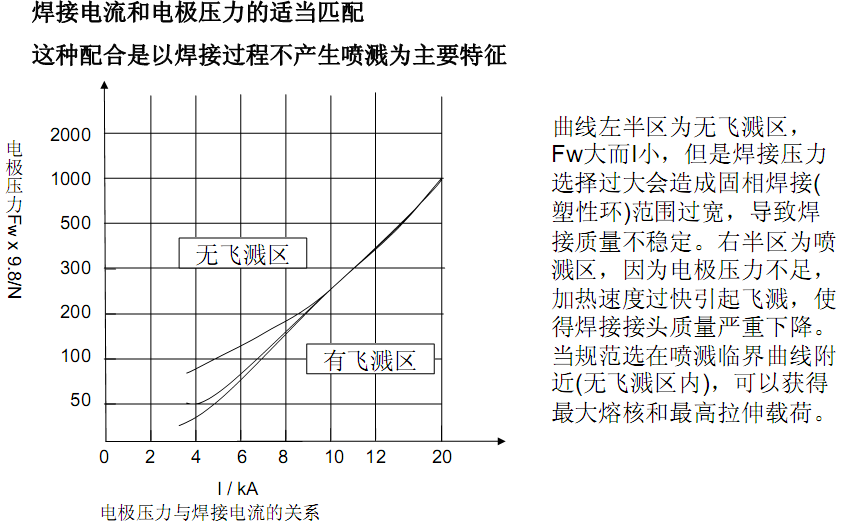 焊接电流和电极压力的适当匹配
这种配合是以焊接过程不产生喷溅为主要特征
电极压力Fw x 9.8/N
2000
1000
500
300
200
100
50
无飞溅区
有飞溅区
0 2 4 6 8 10 12 20
I / kA
电极压力与焊接电流的关系
曲线左半区为无飞溅区，
Fw大而I小，但是焊接压力
选择过大会造成固相焊接(
塑性环)范围过宽，导致焊
接质量不稳定。右半区为喷
溅区，因为电极压力不足，
加热速度过快引起飞溅，使
得焊接接头质量严重下降。
当规范选在喷溅临界曲线附
近(无飞溅区内)，可以获得
最大熔核和最高拉伸载荷。